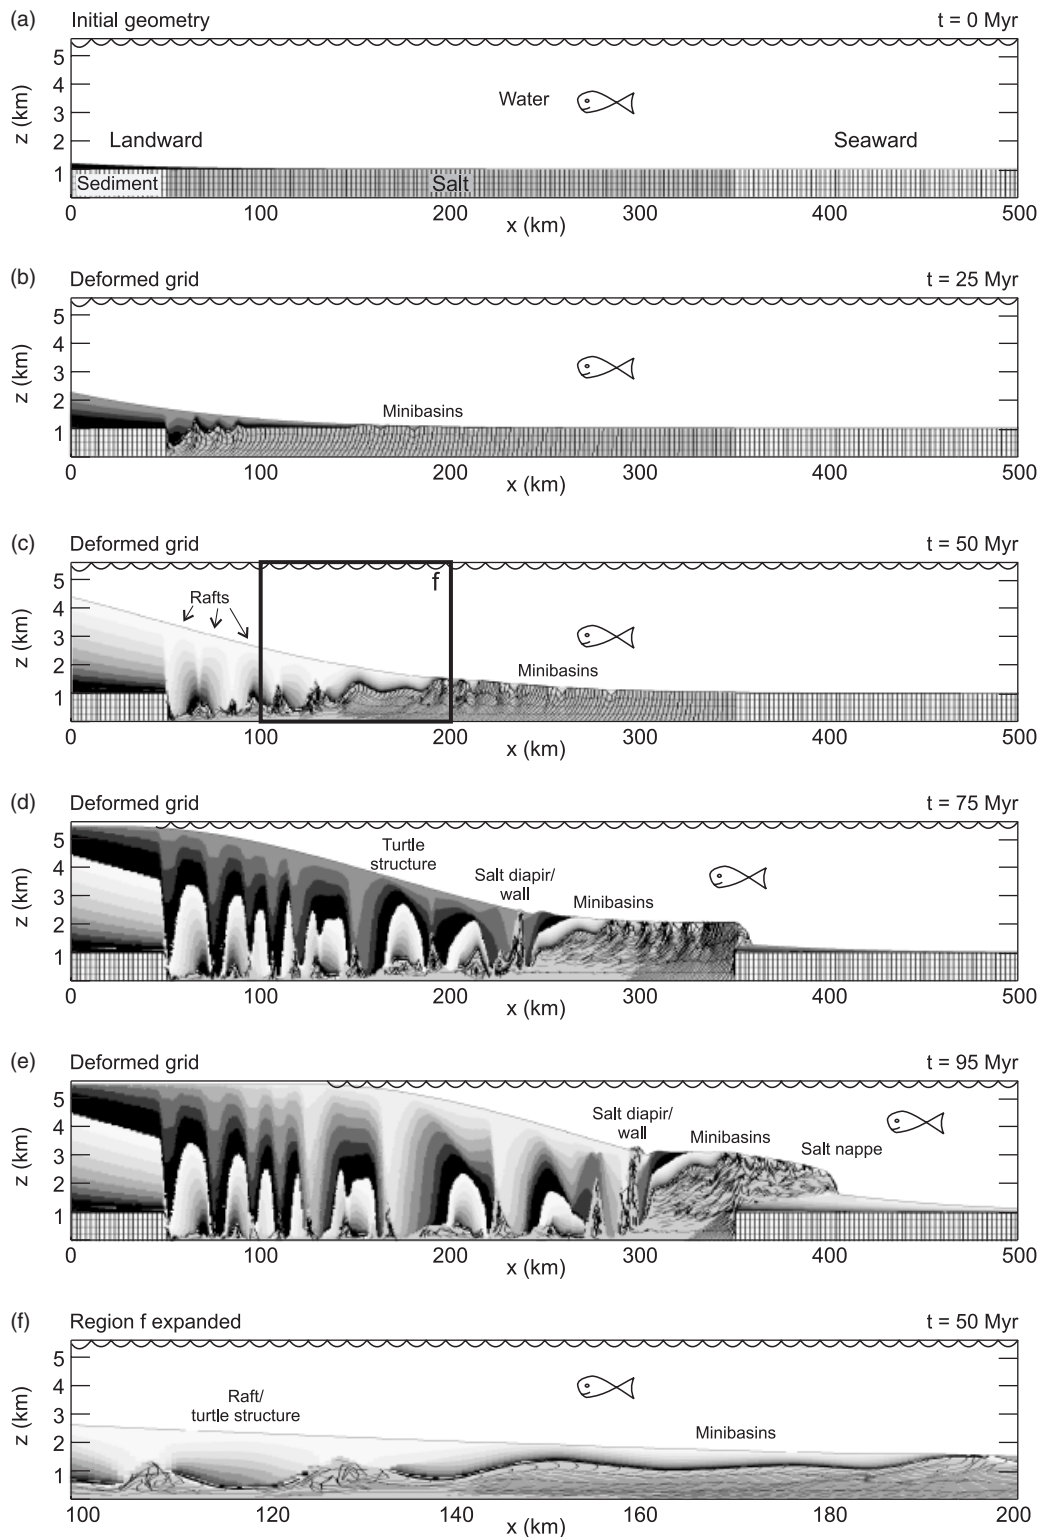 (a) Initial geometry t = 0 Myr
5
4
3
2
1
z (km)
Water
Landward Seaward
Sediment Salt
0 100 200 300 400 500
x (km)
(b) Deformed grid t = 25 Myr
5
4
3
2
1
z (km)
Minibasins
0 100 200 300 400 500
x (km)
(c) Deformed grid t = 50 Myr
5
4
3
2
1
z (km)
f
Rafts
Minibasins
0 100 200 300 400 500
x (km)
(d) Deformed grid t = 75 Myr
5
4
3
2
1
z (km)
Turtle
structure
Salt diapir/
wall
Minibasins
0 100 200 300 400 500
x (km)
(e) Deformed grid t = 95 Myr
5
4
3
2
1
z (km)
Salt diapir/
wall
Minibasins
Salt nappe
0 100 200 300 400 500
x (km)
(f) Region f expanded t = 50 Myr
5
4
3
2
1
z (km)
Raft/
turtle structure
Minibasins
100 120 140 160 180 200
x (km)